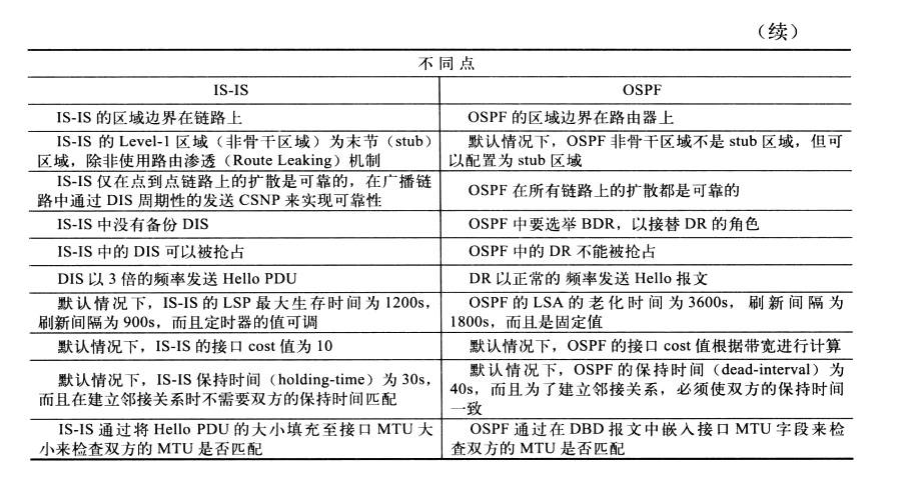 （续）
不同点
IS-IS
OSPF
IS-IS 的区域边界在链路上
OSPF 的区域边界在路由器上
IS-IS 的 Level-1 区域（非骨干区域）为末节（stub）
区域，除非使用路由渗透（Route Leaking）机制
默认情况下，OSPF 非骨干区域不是 stub 区域，但可
以配置为 stub 区域
IS-IS 仅在点到点链路上的扩散是可靠的，在广播链
路中通过 DIS 周期性的发送 CSNP 来实现可靠性
OSPF 在所有链路上的扩散都是可靠的
IS-IS 中没有备份 DIS
OSPF 中要选举 BDR，以接替 DR 的角色
IS-IS 中的 DIS 可以被抢占
OSPF 中的 DR 不能被抢占
DIS 以 3 倍的频率发送 Hello PDU
DR 以正常的 频率发送 Hello 报文
默认情况下，IS-IS 的 LSP 最大生存时间为 1200s，
刷新间隔为 900s，而且定时器的值可调
OSPF 的 LSA 的老化时间为 3600s，刷新间隔为
1800s，而且是固定值
默认情况下，IS-IS 的接口 cost 值为 10
默认情况下，OSPF 的接口 cost 值根据带宽进行计算
默认情况下，IS-IS 保持时间（holding-time）为 30s，
而且在建立邻接关系时不需要双方的保持时间匹配
默认情况下，OSPF 的保持时间（dead-interval）为
40s，而且为了建立邻接关系，必须使双方的保持时间
一致
IS-IS 通过将 Hello PDU 的大小填充至接口 MTU 大
小来检查双方的 MTU 是否匹配
OSPF 通过在 DBD 报文中嵌入接口 MTU 字段来检
查双方的 MTU 是否匹配